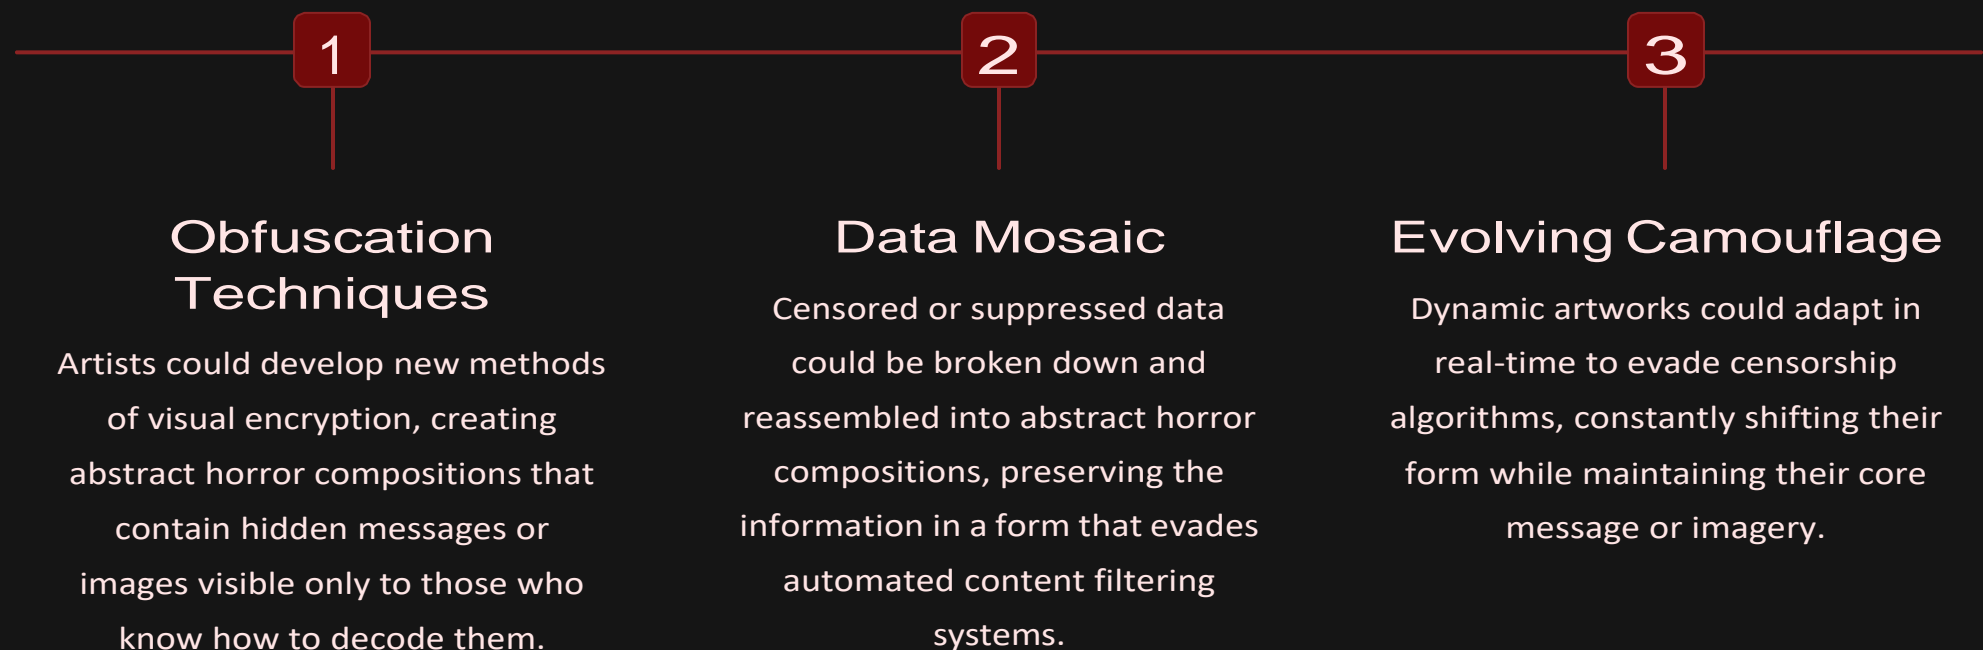 1
2
3
Obfuscation
Techniques
Artists could develop new methods
of visual encryption, creating
abstract horror compositions that
contain hidden messages or
images visible only to those who
know how to decode them.
Data Mosaic
Censored or suppressed data
could be broken down and
reassembled into abstract horror
compositions, preserving the
information in a form that evades
automated content filtering
systems.
Evolving Camouflage
Dynamic artworks could adapt in
real-time to evade censorship
algorithms, constantly shifting their
form while maintaining their core
message or imagery.